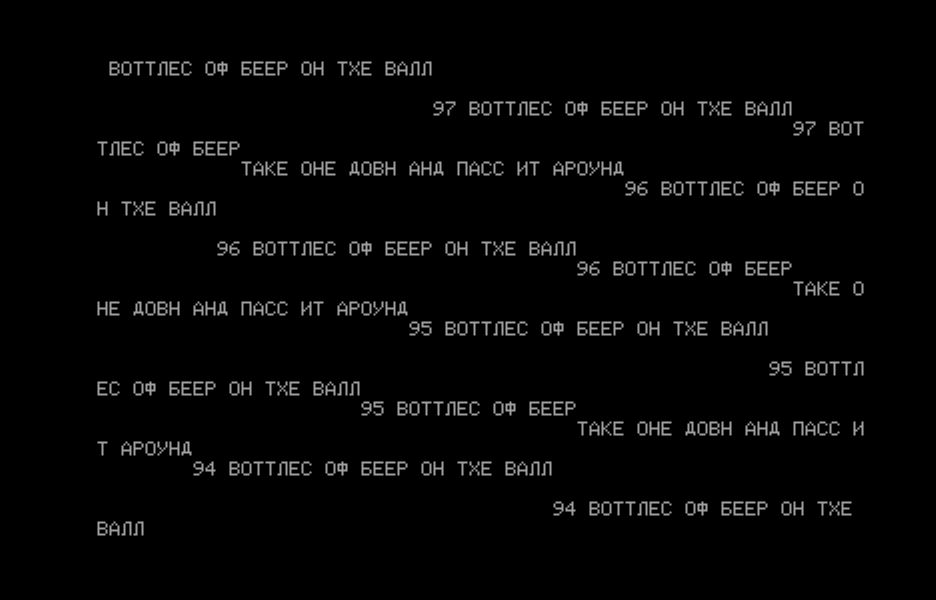 ВОТТЛЕС ОФ БЕЕР ОН ТХЕ ВАЛЛ
97 ВОТТЛЕС ОФ БЕЕР ОН ТХЕ ВАЛЛ
97 ВОТ
ТЛЕС ОФ БЕЕР
ТАКЕ ОНЕ ДОВН АНД ПАСС ИТ АРОУНД
96 ВОТТЛЕС ОФ БЕЕР О
Н ТХЕ ВАЛЛ
96 ВОТТЛЕС ОФ БЕЕР ОН ТХЕ ВАЛЛ
96 ВОТТЛЕС ОФ БЕЕР
ТАКЕ О
НЕ ДОВН АНД ПАСС ИТ АРОУНД
95 ВОТТЛЕС ОФ БЕЕР ОН ТХЕ ВАЛЛ
95 ВОТТЛ
ЕС ОФ БЕЕР ОН ТХЕ ВАЛЛ
95 ВОТТЛЕС ОФ БЕЕР
ТАКЕ ОНЕ ДОВН АНД ПАСС И
Т АРОУНД
94 ВОТТЛЕС ОФ БЕЕР ОН ТХЕ ВАЛЛ
94 ВОТТЛЕС ОФ БЕЕР ОН ТХЕ
ВАЛЛ